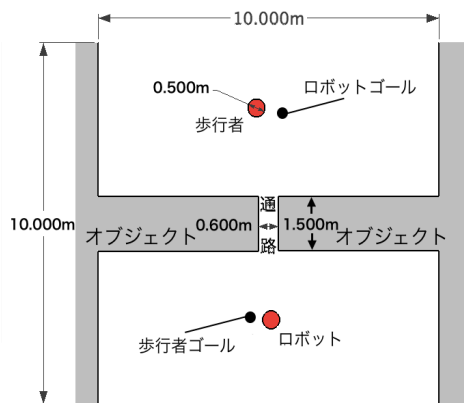 10.000m
0.500m
ロボットゴール
歩行者
通
10.000m
オブジェクト
0.600m
1.500m
オブジェクト
路
歩行者ゴール
ロボット